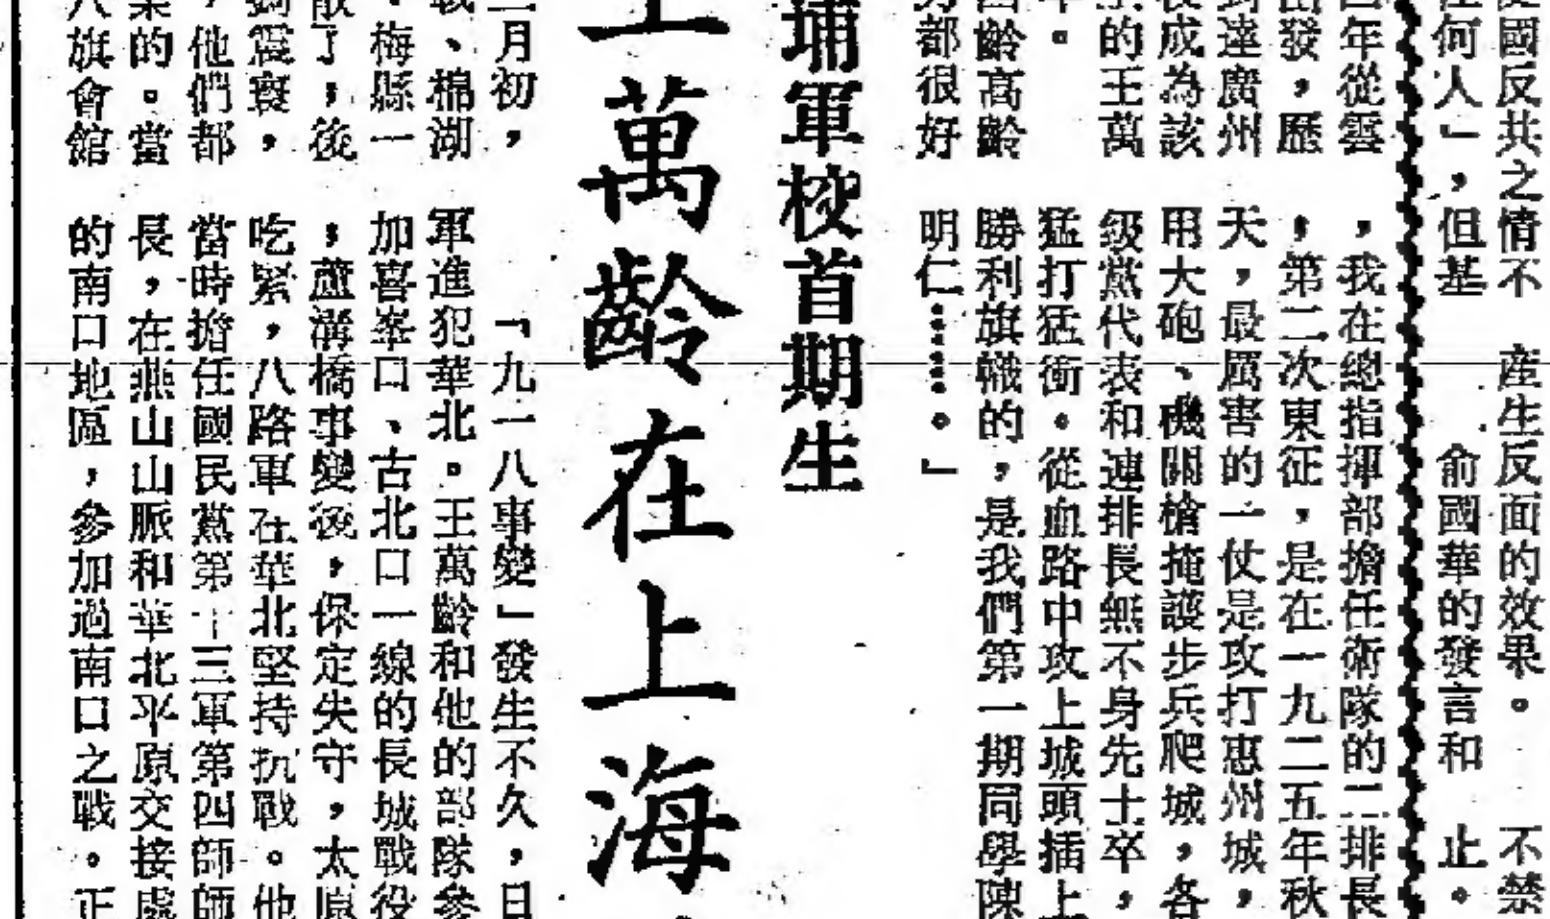 國反共之情不
何人」，但基
產生反面的效果。
俞國華的發言和
不禁
止。
年從雲
發，歷
達廣州
成為該
的王萬
。
齡高齡
都很好
，我在總指揮部擔任衛隊的二排長
，第二次東征，是在一九二五年秋
天，最厲害的一仗是攻打惠州城，
用大砲、機關槍掩護步兵爬城，各
級黨代表和連排長無不身先士卒，
猛打猛衝。從血路中攻上城頭插上
勝利旗幟的，是我們第一期同學陳
明仁……。」
埔軍校首期生
萬齡在上海
月初，
、棉湖
、梅縣一
了，後
震寰，
，他們都
的。當
旗會館
「九一八事變」發生不久，日
軍進犯華北。王萬齡和他的部隊參
加喜峯口、古北口一線的長城戰役
，蘆溝橋事變後，保定失守，太原
吃緊，八路軍在華北堅持抗戰。他
當時擔任國民黨第十三軍第四師師
長，在燕山山脈和華北平原交接處
的南口地區，參加過南口之戰。正